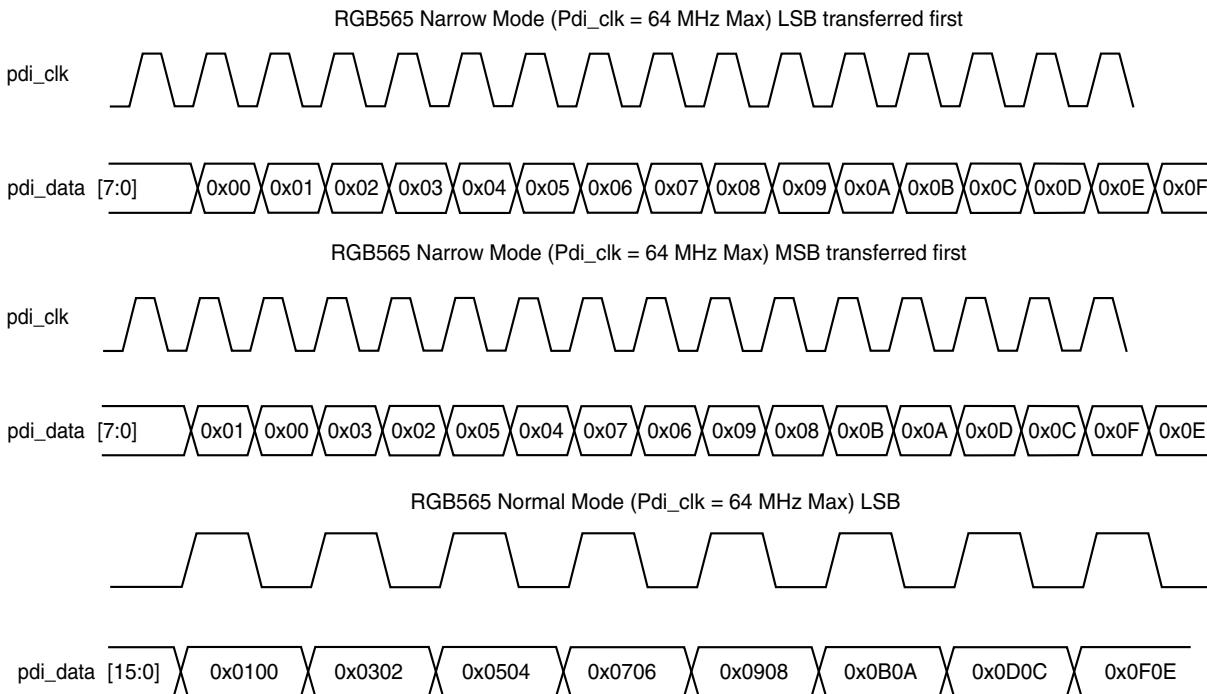 RGB565 Narrow Mode (Pdi_clk = 64 MHz Max) LSB transferred first
pdi_clk
pdi_data [7:0] 0x00 0x01 0x02 0x03 0x04 0x05 0x06 0x07 0x08 0x09 0x0A 0x0B 0x0C 0x0D 0x0E 0x0F
RGB565 Narrow Mode (Pdi_clk = 64 MHz Max) MSB transferred first
pdi_clk
pdi_data [7:0] 0x01 0x00 0x03 0x02 0x05 0x04 0x07 0x06 0x09 0x08 0x0B 0x0A 0x0D 0x0C 0x0F 0x0E
RGB565 Normal Mode (Pdi_clk = 64 MHz Max) LSB
pdi_data [15:0] 0x0100 0x0302 0x0504 0x0706 0x0908 0x0B0A 0x0D0C 0x0F0E